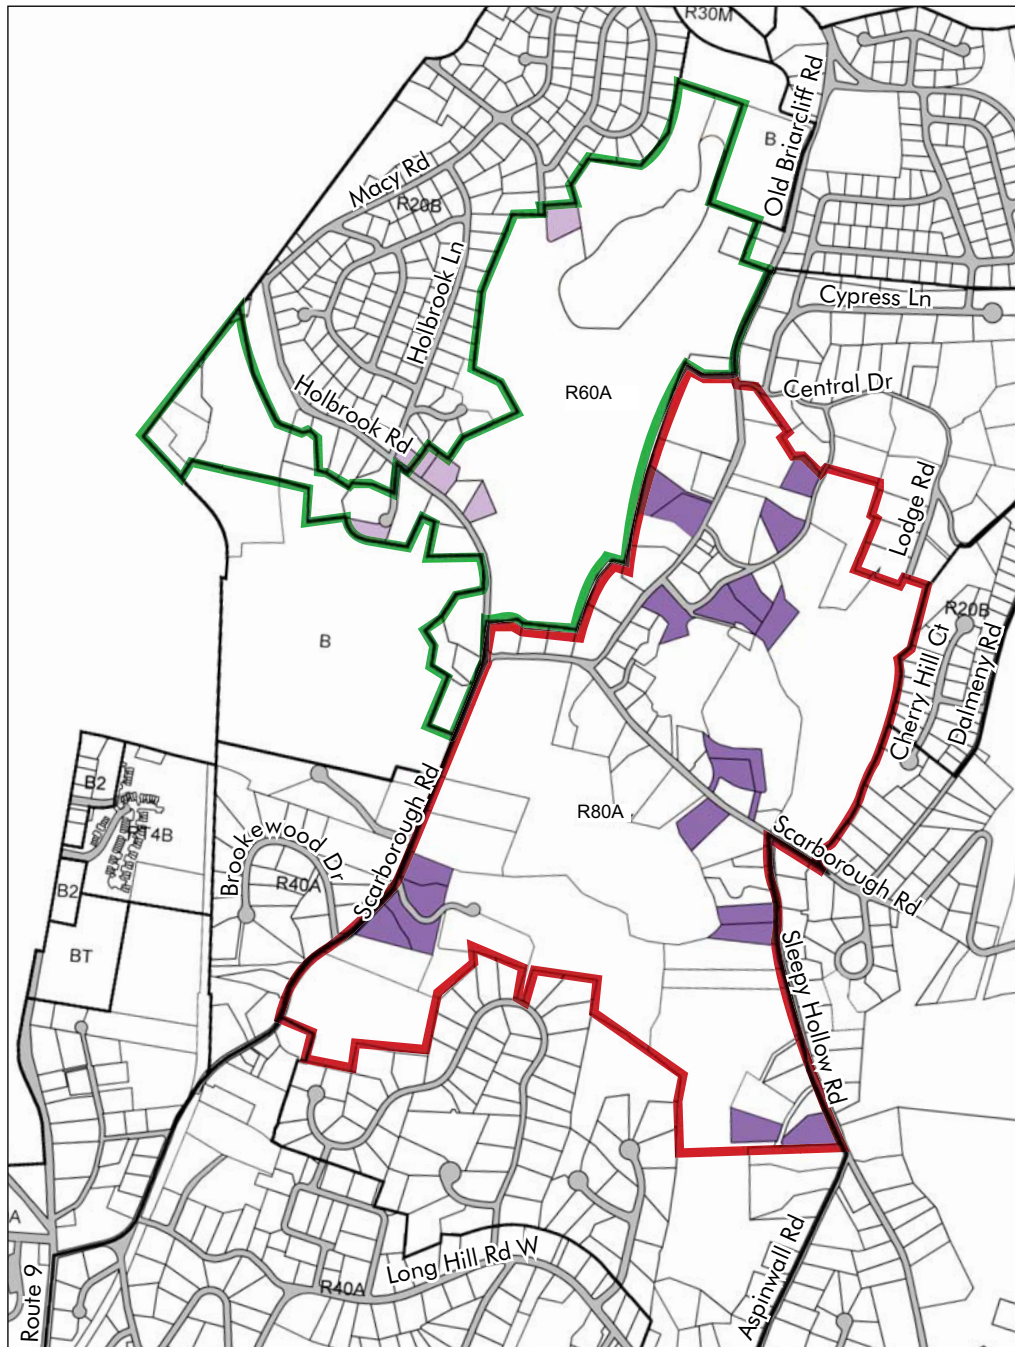 R30M
B
Old Briarcliff Rd
Macy Rd
R20B
Holbrook Ln
Cypress Ln
Holbrook Rd
R60A
Central Dr
Lodge Rd
R20B
Cherry Hill Ct
Dalmeny Rd
B
B2
RT4B
Scarborough Rd
R80A
Brookewood Dr
R40A
Scarborough Rd
B2
BT
Sleepy Hollow Rd
A
Long Hill Rd W
R40A
Aspinwall Rd
Route 9